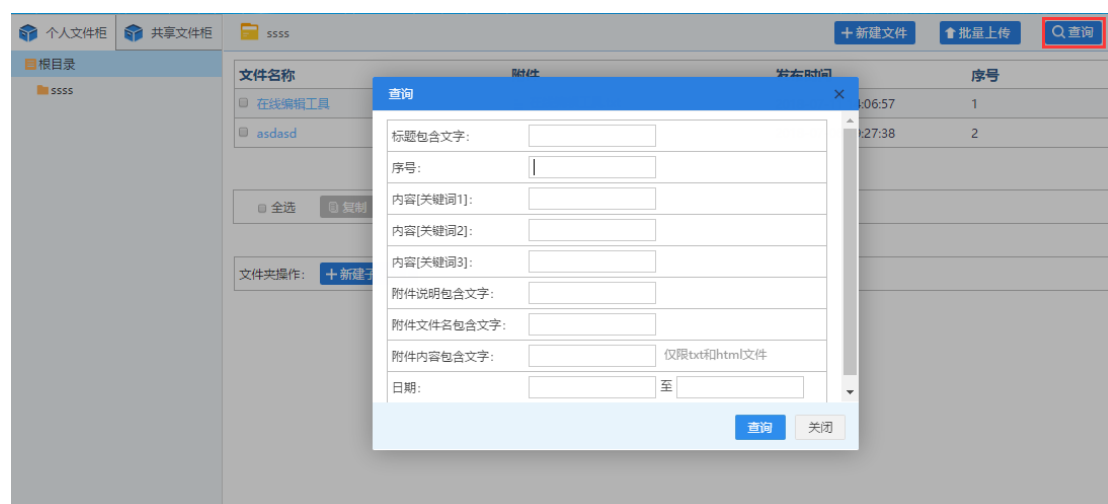 个人文件柜 共享文件柜 ssss 新建文件 批量上传 查询
根目录
ssss
文件名称 附件 发布时间 序号
在线编辑工具 :06:57 1
asdasd :27:38 2
全选 复制
文件夹操作: 新建子
查询
标题包含文字:
序号:
内容[关键词1]:
内容[关键词2]:
内容[关键词3]:
附件说明包含文字:
附件文件名包含文字:
附件内容包含文字: 仅限txt和html文件
日期: 至
查询 关闭